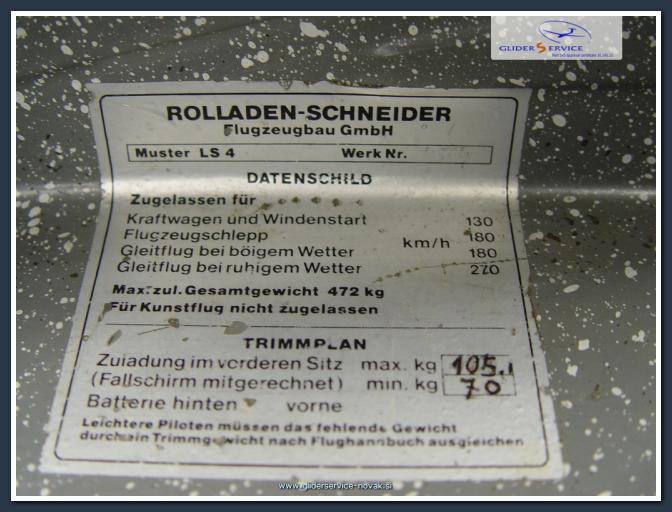 GLIDERSERVICE
ROLLADEN-SCHNEIDER
Flugzeugbau GmbH
Muster LS 4 Werk Nr.
DATENSCHILD
Zugelassen für
Kraftwagen und Windenstart 130
Flugzeugschlepp 180
km/h
Gleitflug bei böigem Wetter 180
Gleitflug bei ruhigem Wetter 270
Max.zul.Gesamtgewicht 472 kg
Für Kunstflug nicht zugelassen
TRIMMPLAN
Zuladung im vorderen Sitz max. kg 105.
(Fallschirm mitgerechnet) min. kg 70
Batterie hinten vorne
Leichtere Piloten müssen das fehlende Gewicht
durch ein Trimmgewicht nach Flughandbuch ausgleichen
www.gliderservice-novak.si